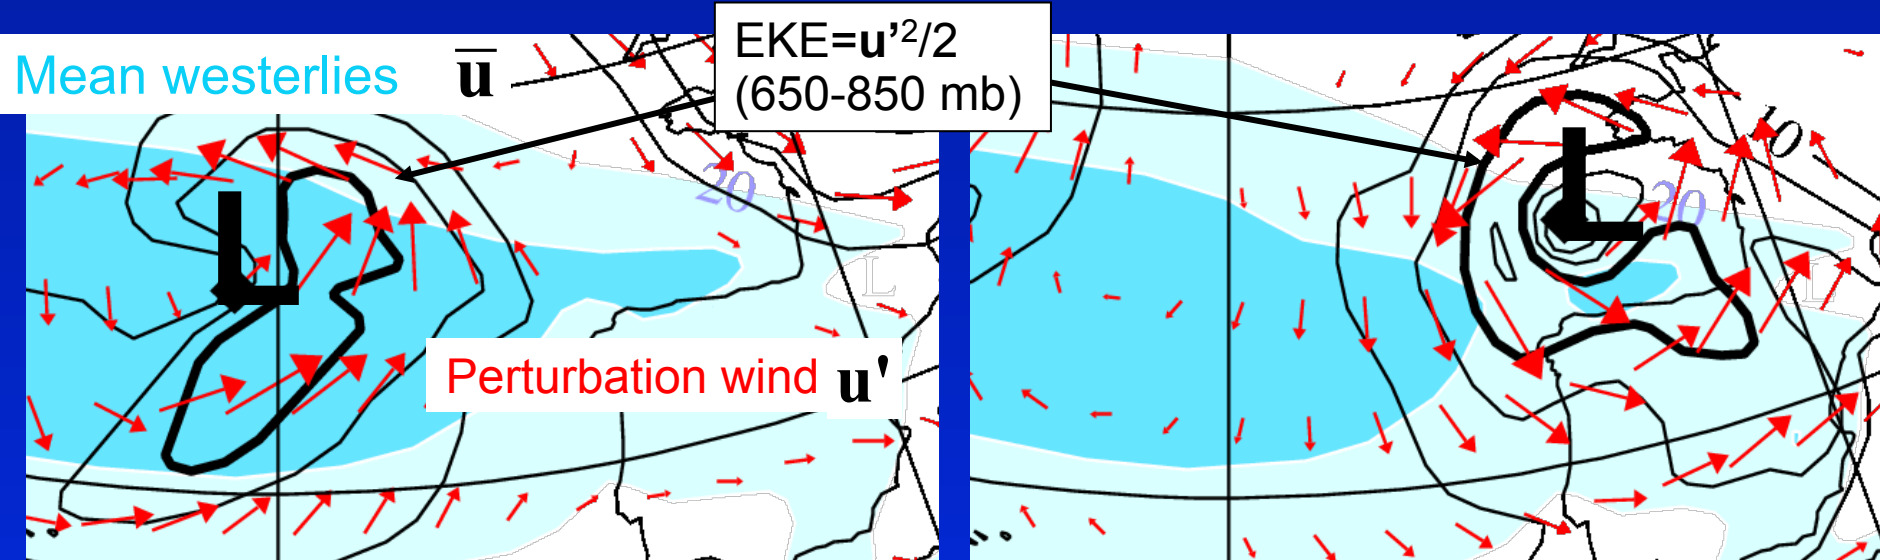 EKE=u’²/2
(650-850 mb)
Mean westerlies u̅
20
L
L
Perturbation wind u'
10
20
L
L